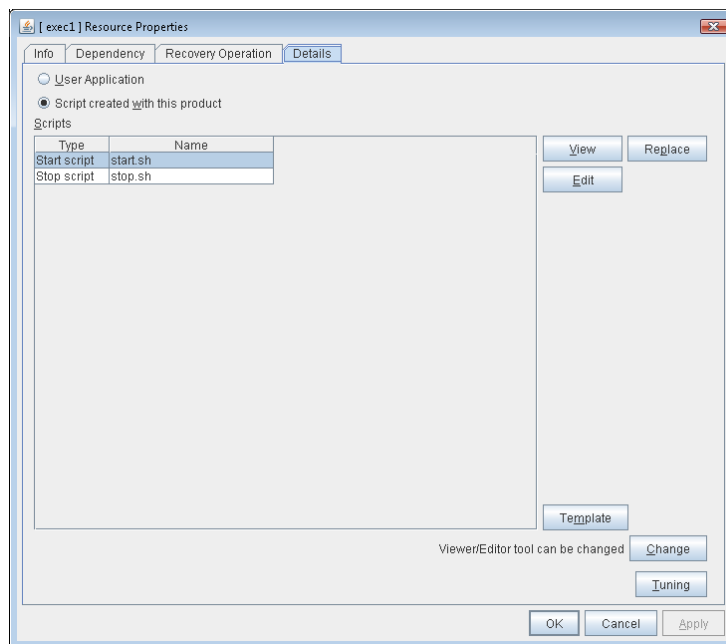 [ exec1 ] Resource Properties
Info Dependency Recovery Operation Details
User Application
Script created with this product
Scripts
Type Name
Start script start.sh
Stop script stop.sh
View Replace
Edit
Template
Viewer/Editor tool can be changed Change
Tuning
OK Cancel Apply